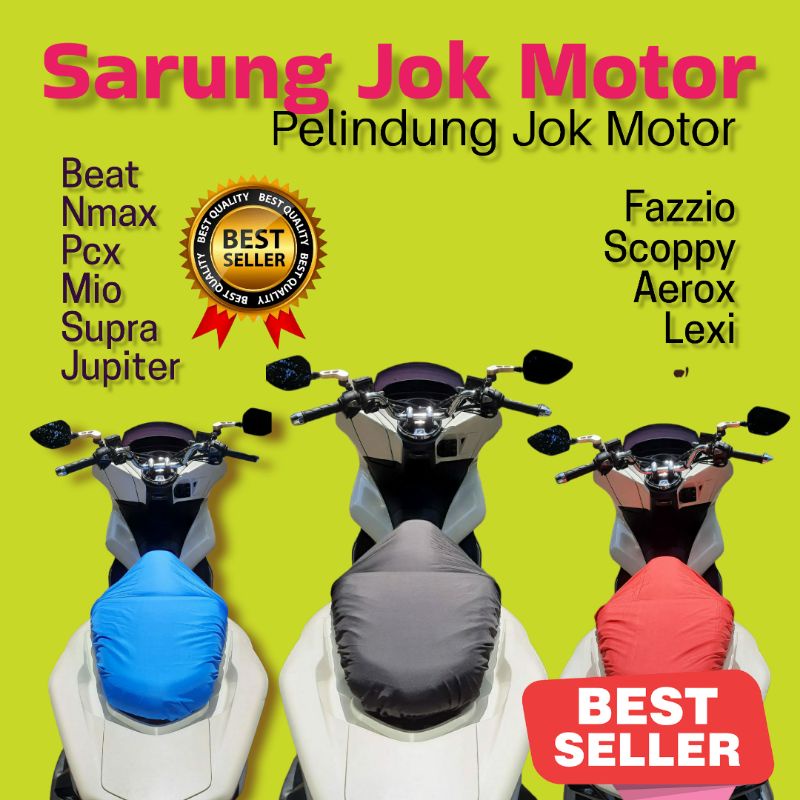 Sarung Jok Motor
Pelindung Jok Motor
Beat
Nmax
Pcx
Mio
Supra
Jupiter
BEST QUALITY BEST QUALITY BEST QUALITY BEST QUALITY
BEST
SELLER
Fazzio
Scoppy
Aerox
Lexi
BEST
SELLER